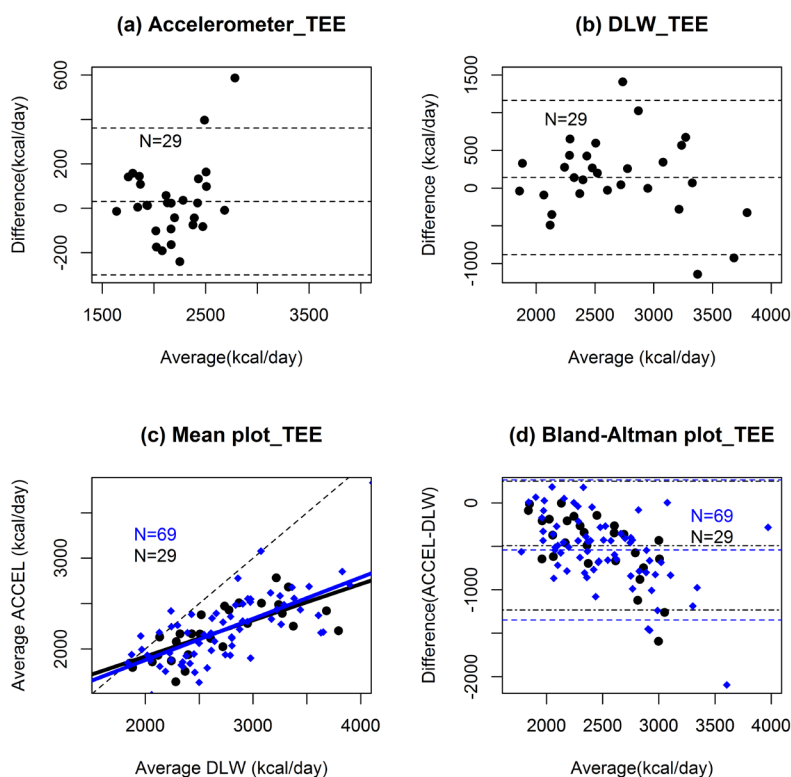 (a) Accelerometer_TEE
Difference(kcal/day)
600
200
0
-200
N=29
1500
2500
3500
Average(kcal/day)
(b) DLW_TEE
Difference (kcal/day)
1500
500
0
-1000
N=29
2000
2500
3000
3500
4000
Average (kcal/day)
(c) Mean plot_TEE
Average ACCEL (kcal/day)
3000
2000
N=69
N=29
2000
3000
4000
Average DLW (kcal/day)
(d) Bland-Altman plot_TEE
Difference(ACCEL-DLW)
0
-1000
-2000
N=69
N=29
2000
2500
3000
3500
4000
Average(kcal/day)